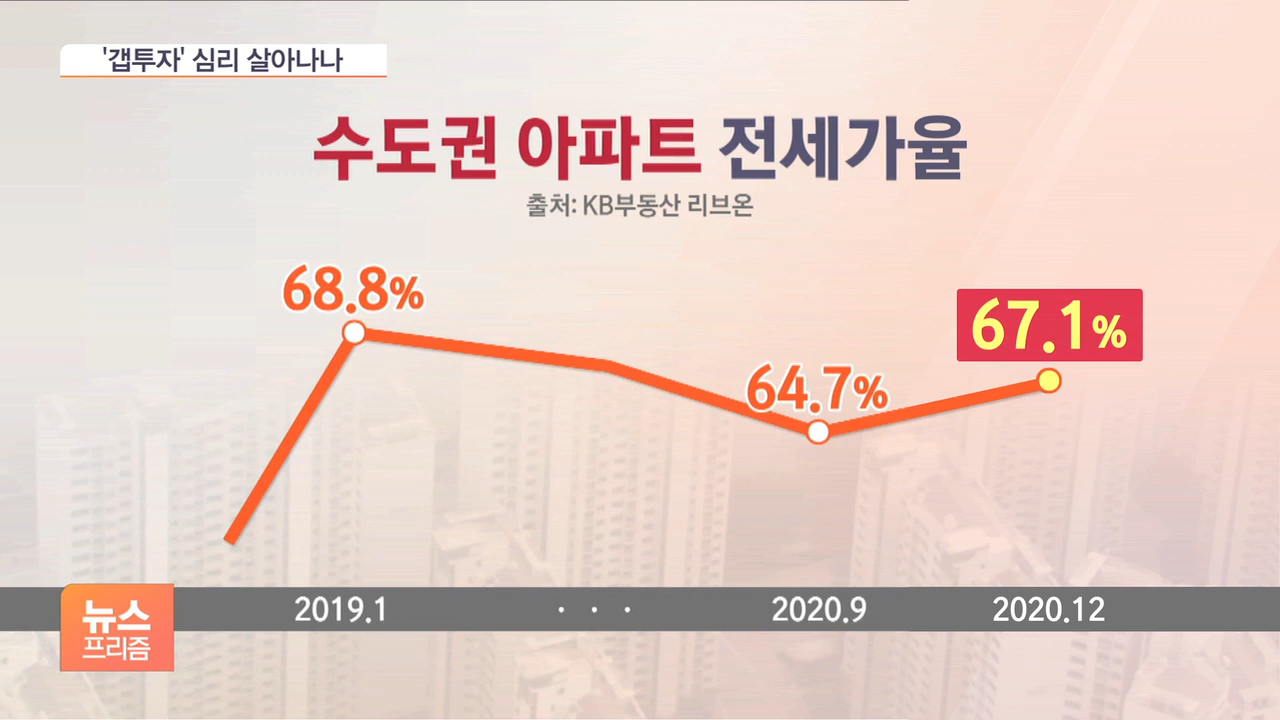 '갭투자' 심리 살아나나
수도권 아파트 전세가율
출처: KB부동산 리브온
68.8%
67.1%
64.7%
2019.1 · · · 2020.9 2020.12
뉴스
프리즘